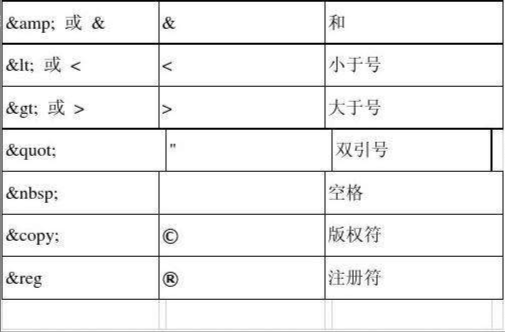 &amp; 或 & & 和
&lt; 或 < < 小于号
&gt; 或 > > 大于号
&quot; " 双引号
&nbsp; 空格
&copy; © 版权符
&reg ® 注册符